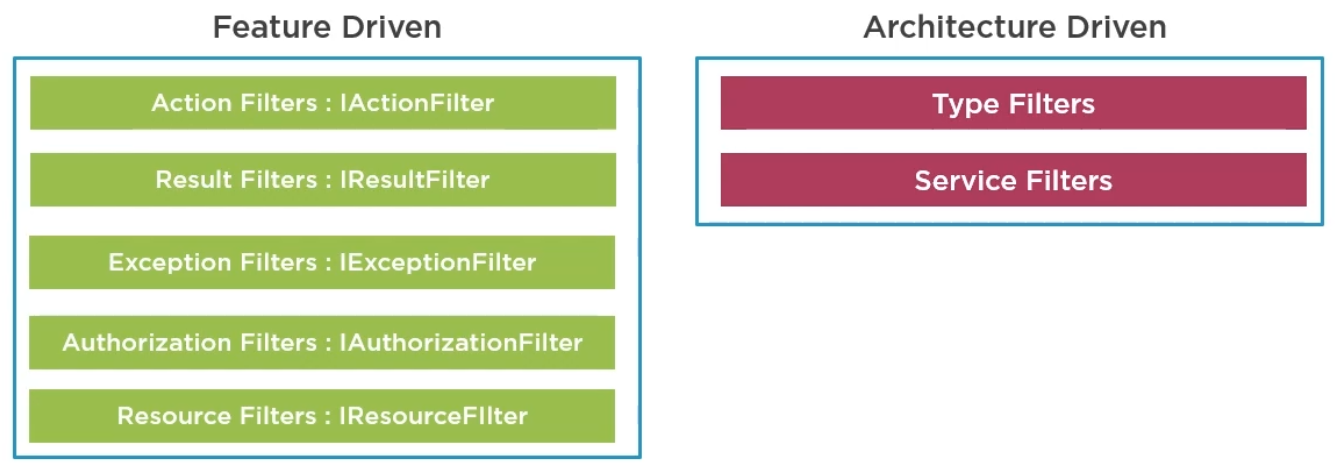 Feature Driven
Action Filters : IActionFilter
Result Filters : IResultFilter
Exception Filters : IExceptionFilter
Authorization Filters : IAuthorizationFilter
Resource Filters : IResourceFIlter
Architecture Driven
Type Filters
Service Filters